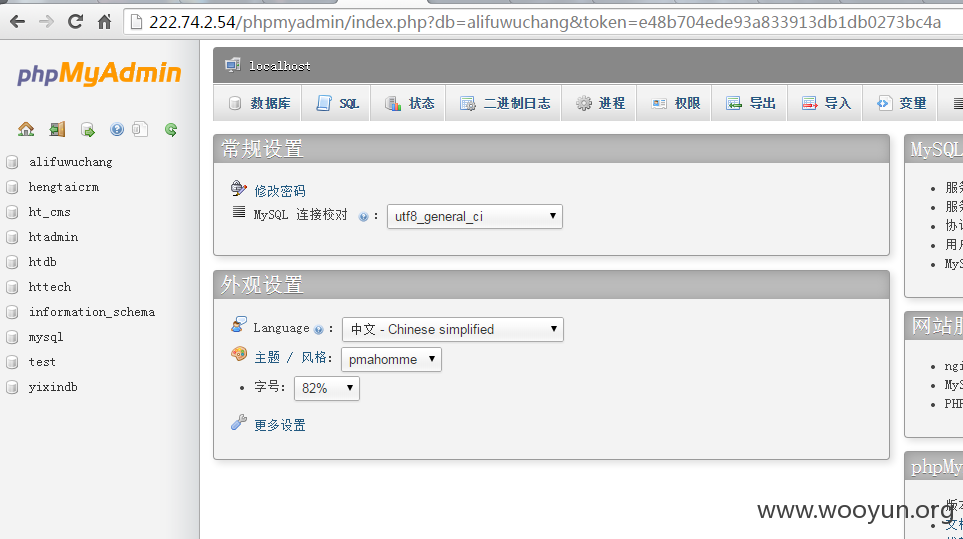 222.74.2.54/phpmyadmin/index.php?db=alifuwuchang&token=e48b704ede93a833913db1db0273bc4a
phpMyAdmin
alifuwuchang
hengtaicrm
ht_cms
htadmin
htdb
httech
information_schema
mysql
test
yixindb
localhost
数据库 SQL 状态 二进制日志 进程 权限 导出 导入 变量
常规设置
修改密码
MySQL 连接校对 : utf8_general_ci
外观设置
Language : 中文 - Chinese simplified
主题 / 风格: pmahomme
字号: 82%
更多设置
MySQL
服务
服务
协议
用户
MyS
网站服
ngi
MyS
PHP
phpMy
版本
文档
www.wooyun.org